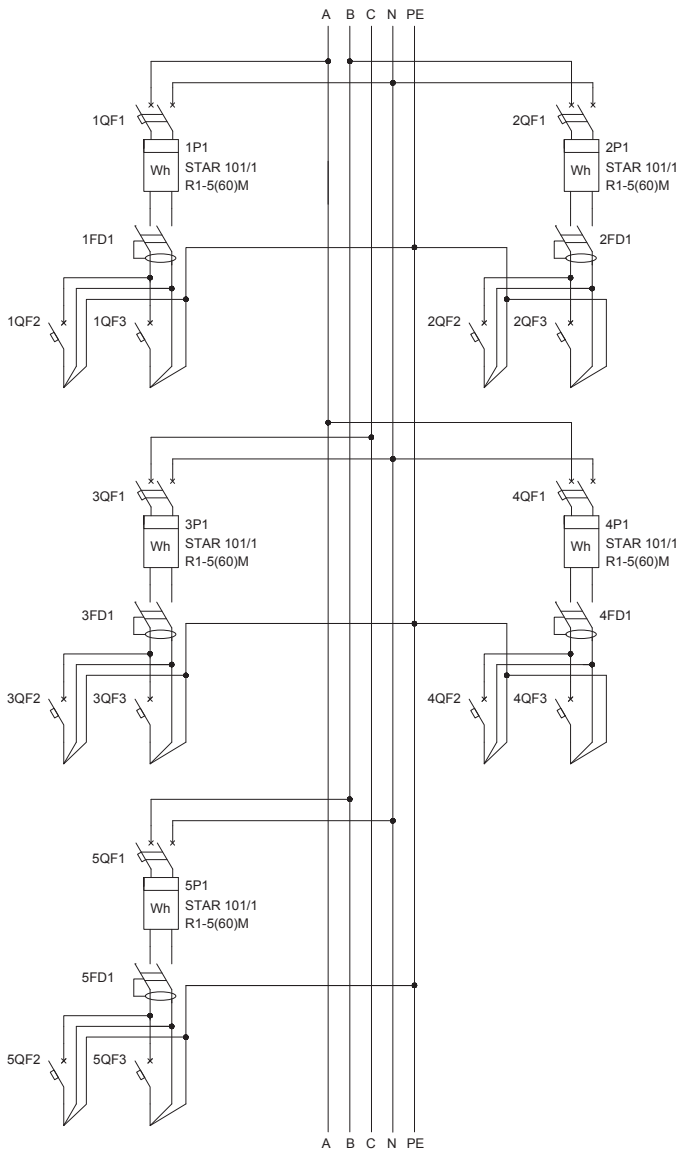 A B C N PE
1QF1
1P1
Wh
STAR 101/1
R1-5(60)M
1FD1
1QF2
1QF3
2QF1
2P1
Wh
STAR 101/1
R1-5(60)M
2FD1
2QF2
2QF3
3QF1
3P1
Wh
STAR 101/1
R1-5(60)M
3FD1
3QF2
3QF3
4QF1
4P1
Wh
STAR 101/1
R1-5(60)M
4FD1
4QF2
4QF3
5QF1
5P1
Wh
STAR 101/1
R1-5(60)M
5FD1
5QF2
5QF3
A B C N PE